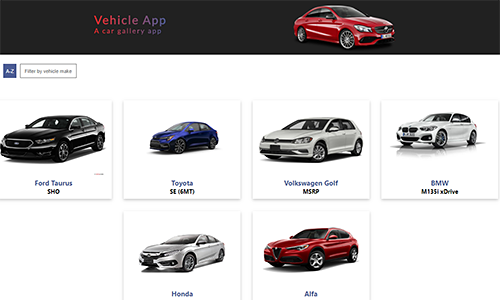 Vehicle App
A car gallery app
A-Z
Filter by vehicle make
Ford Taurus
SHO
Toyota
SE (6MT)
Volkswagen Golf
MSRP
BMW
M135i xDrive
Honda
Alfa